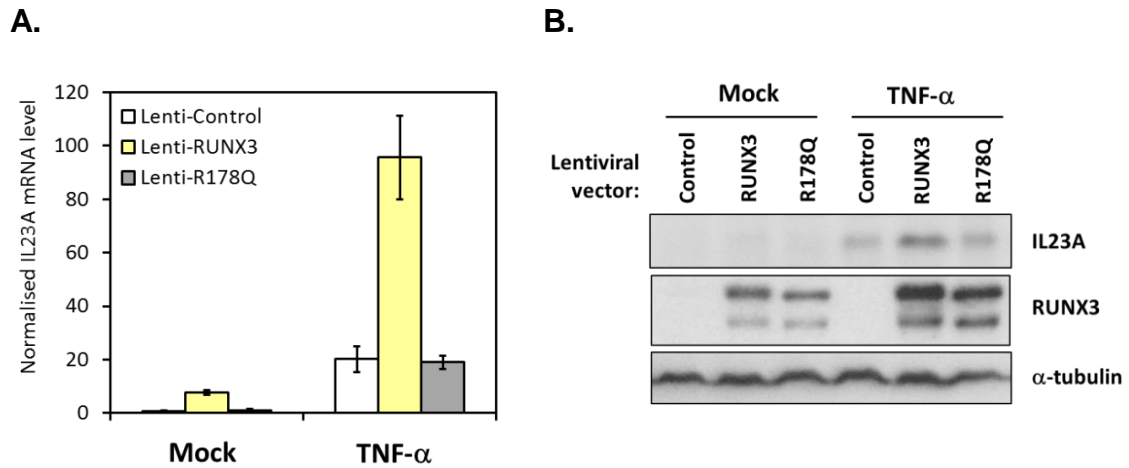 A.
Normalised IL23A mRNA level
120
100
80
60
40
20
0
Lenti-Control
Lenti-RUNX3
Lenti-R178Q
Mock
TNF-α
B.
Mock
TNF-α
Lentiviral
vector:
Control
RUNX3
R178Q
Control
RUNX3
R178Q
IL23A
RUNX3
α-tubulin